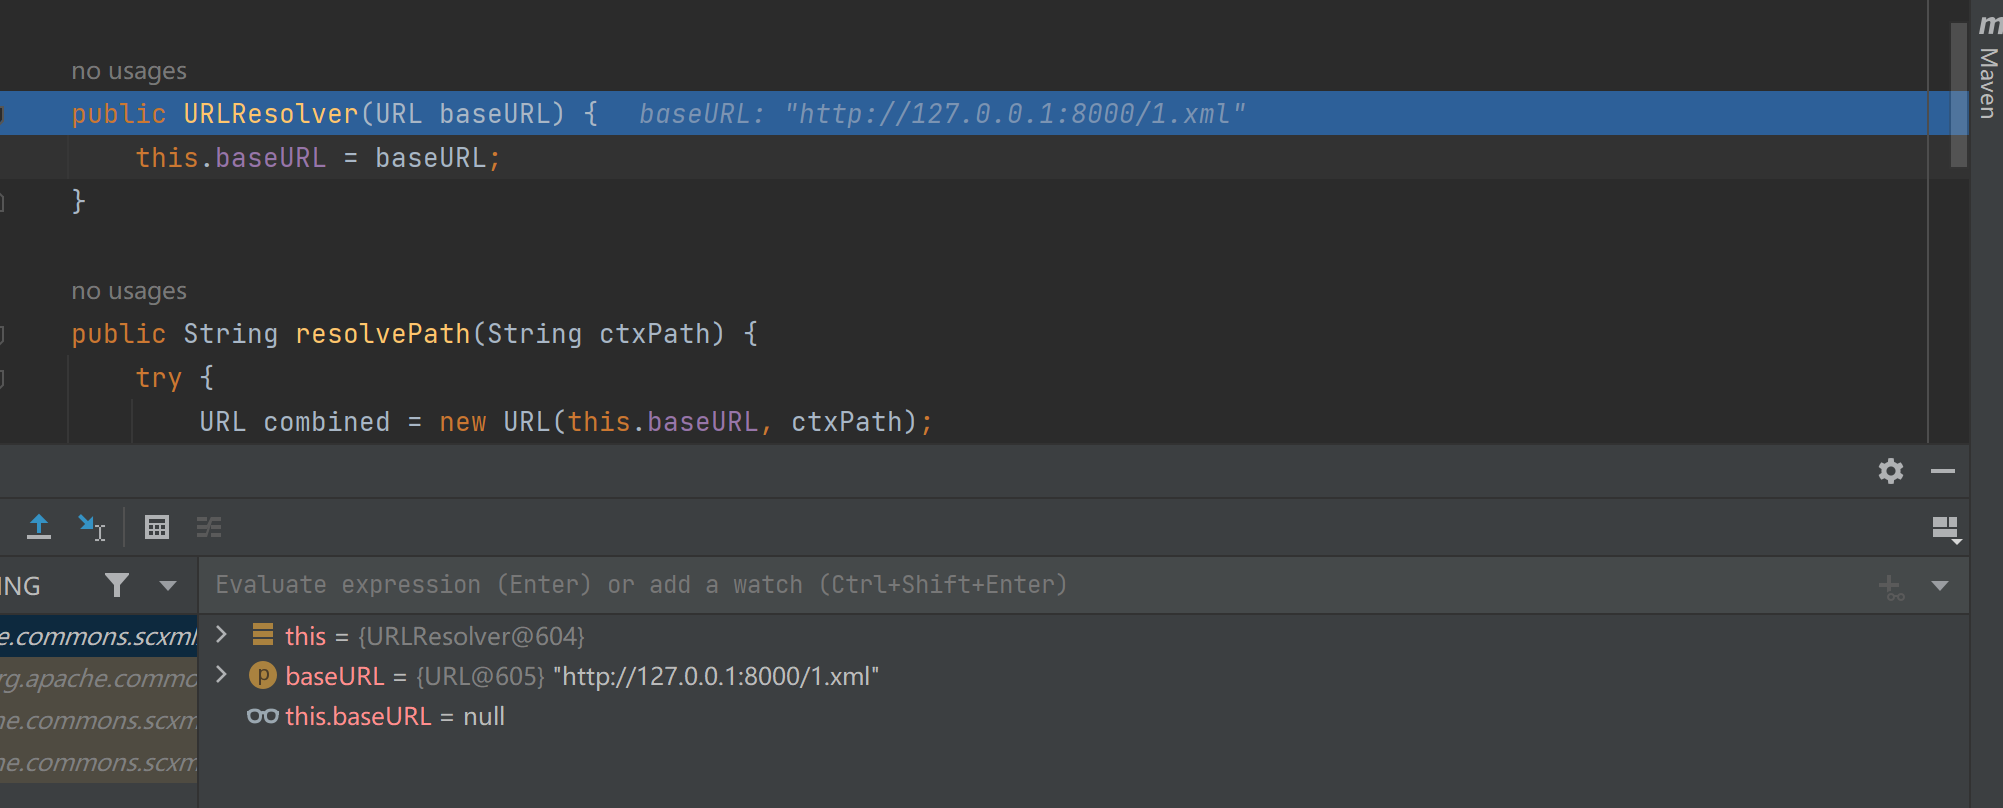 no usages
public URLResolver(URL baseURL) { baseURL: "http://127.0.0.1:8000/1.xml"
this.baseURL = baseURL;
}
no usages
public String resolvePath(String ctxPath) {
try {
URL combined = new URL(this.baseURL, ctxPath);
m
Maven
ING
Evaluate expression (Enter) or add a watch (Ctrl+Shift+Enter)
e.commons.scxml
rg.apache.commo
ne.commons.scxm
ne.commons.scxm
this = {URLResolver@604}
p baseURL = {URL@605} "http://127.0.0.1:8000/1.xml"
this.baseURL = null